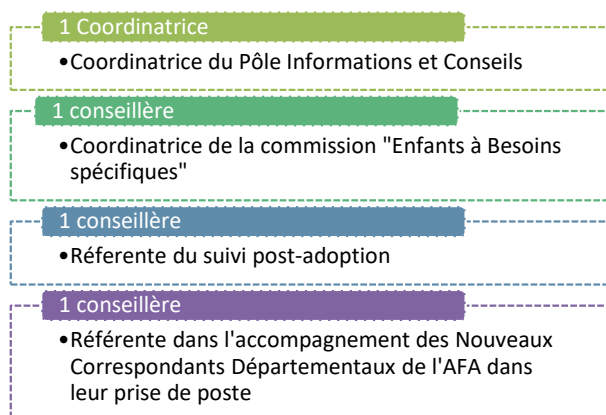 1 Coordinatrice
•Coordinatrice du Pôle Informations et Conseils
1 conseillère
•Coordinatrice de la commission "Enfants à Besoins
spécifiques"
1 conseillère
•Réferente du suivi post-adoption
1 conseillère
•Référente dans l'accompagnement des Nouveaux
Correspondants Départementaux de l'AFA dans
leur prise de poste